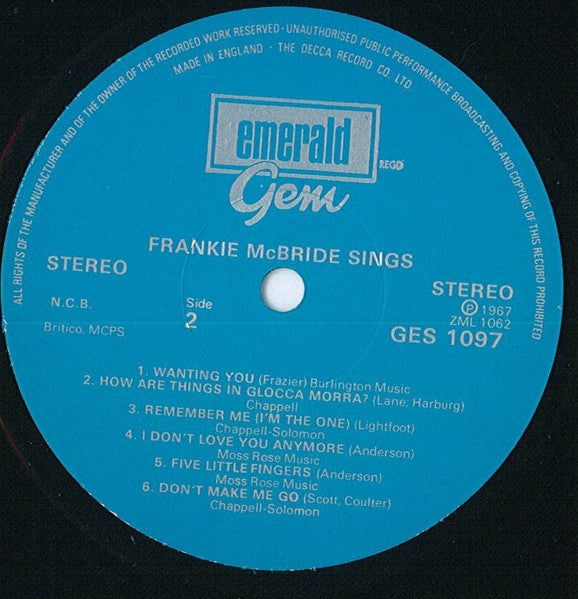 ALL RIGHTS OF THE MANUFACTURER AND OF THE OWNER OF THE RECORDED WORK RESERVED · UNAUTHORISED PUBLIC PERFORMANCE BROADCASTING AND COPYING OF THIS RECORD PROHIBITED
MADE IN ENGLAND · THE DECCA RECORD CO. LTD.
emerald
REGD
Gem
FRANKIE McBRIDE SINGS
STEREO
STEREO
N.C.B.
Side
2
Ⓟ 1967
ZML 1062
Britico, MCPS
GES 1097
1. WANTING YOU (Frazier) Burlington Music
2. HOW ARE THINGS IN GLOCCA MORRA? (Lane; Harburg)
Chappell
3. REMEMBER ME (I'M THE ONE) (Lightfoot)
Chappell-Solomon
4. I DON'T LOVE YOU ANYMORE (Anderson)
Moss Rose Music
5. FIVE LITTLE FINGERS (Anderson)
Moss Rose Music
6. DON'T MAKE ME GO (Scott, Coulter)
Chappell-Solomon